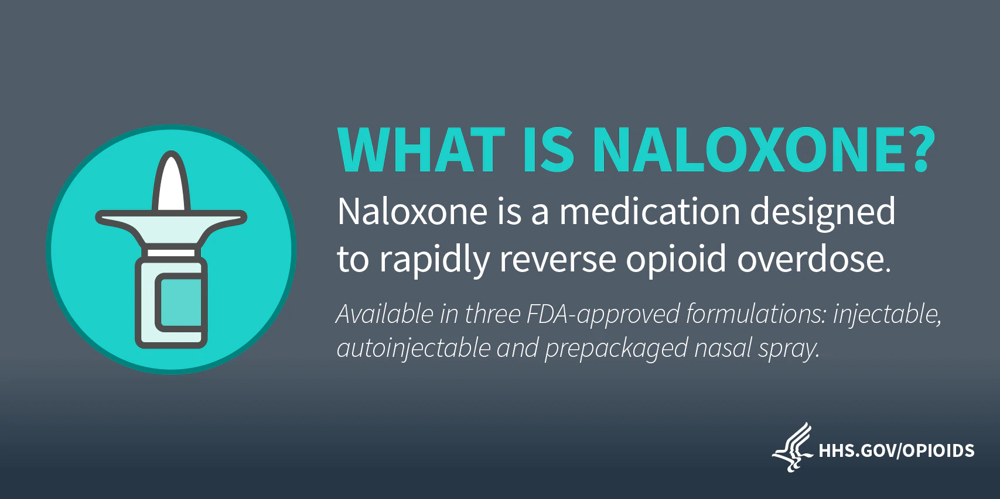 WHAT IS NALOXONE?
Naloxone is a medication designed
to rapidly reverse opioid overdose.
Available in three FDA-approved formulations: injectable,
autoinjectable and prepackaged nasal spray.
HHS.GOV/OPIOIDS